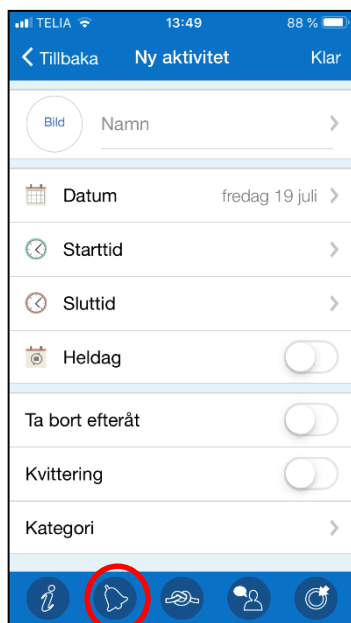 TELIA 13:49 88 %
Tillbaka Ny aktivitet Klar
Bild Namn
Datum fredag 19 juli
Starttid
Sluttid
Heldag
Ta bort efteråt
Kvittering
Kategori